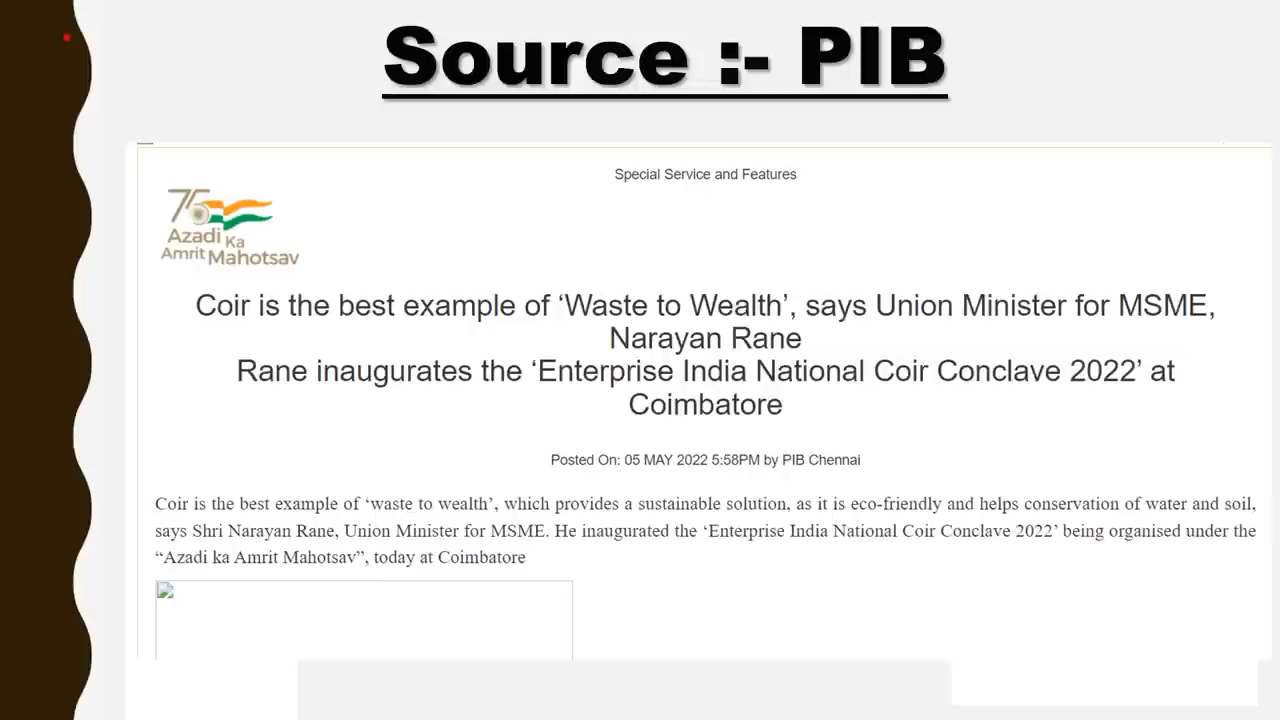 Source :- PIB
Special Service and Features
75
Azadi Ka
Amrit Mahotsav
Coir is the best example of ‘Waste to Wealth’, says Union Minister for MSME,
Narayan Rane
Rane inaugurates the ‘Enterprise India National Coir Conclave 2022’ at
Coimbatore
Posted On: 05 MAY 2022 5:58PM by PIB Chennai
Coir is the best example of ‘waste to wealth’, which provides a sustainable solution, as it is eco-friendly and helps conservation of water and soil,
says Shri Narayan Rane, Union Minister for MSME. He inaugurated the ‘Enterprise India National Coir Conclave 2022’ being organised under the
“Azadi ka Amrit Mahotsav”, today at Coimbatore